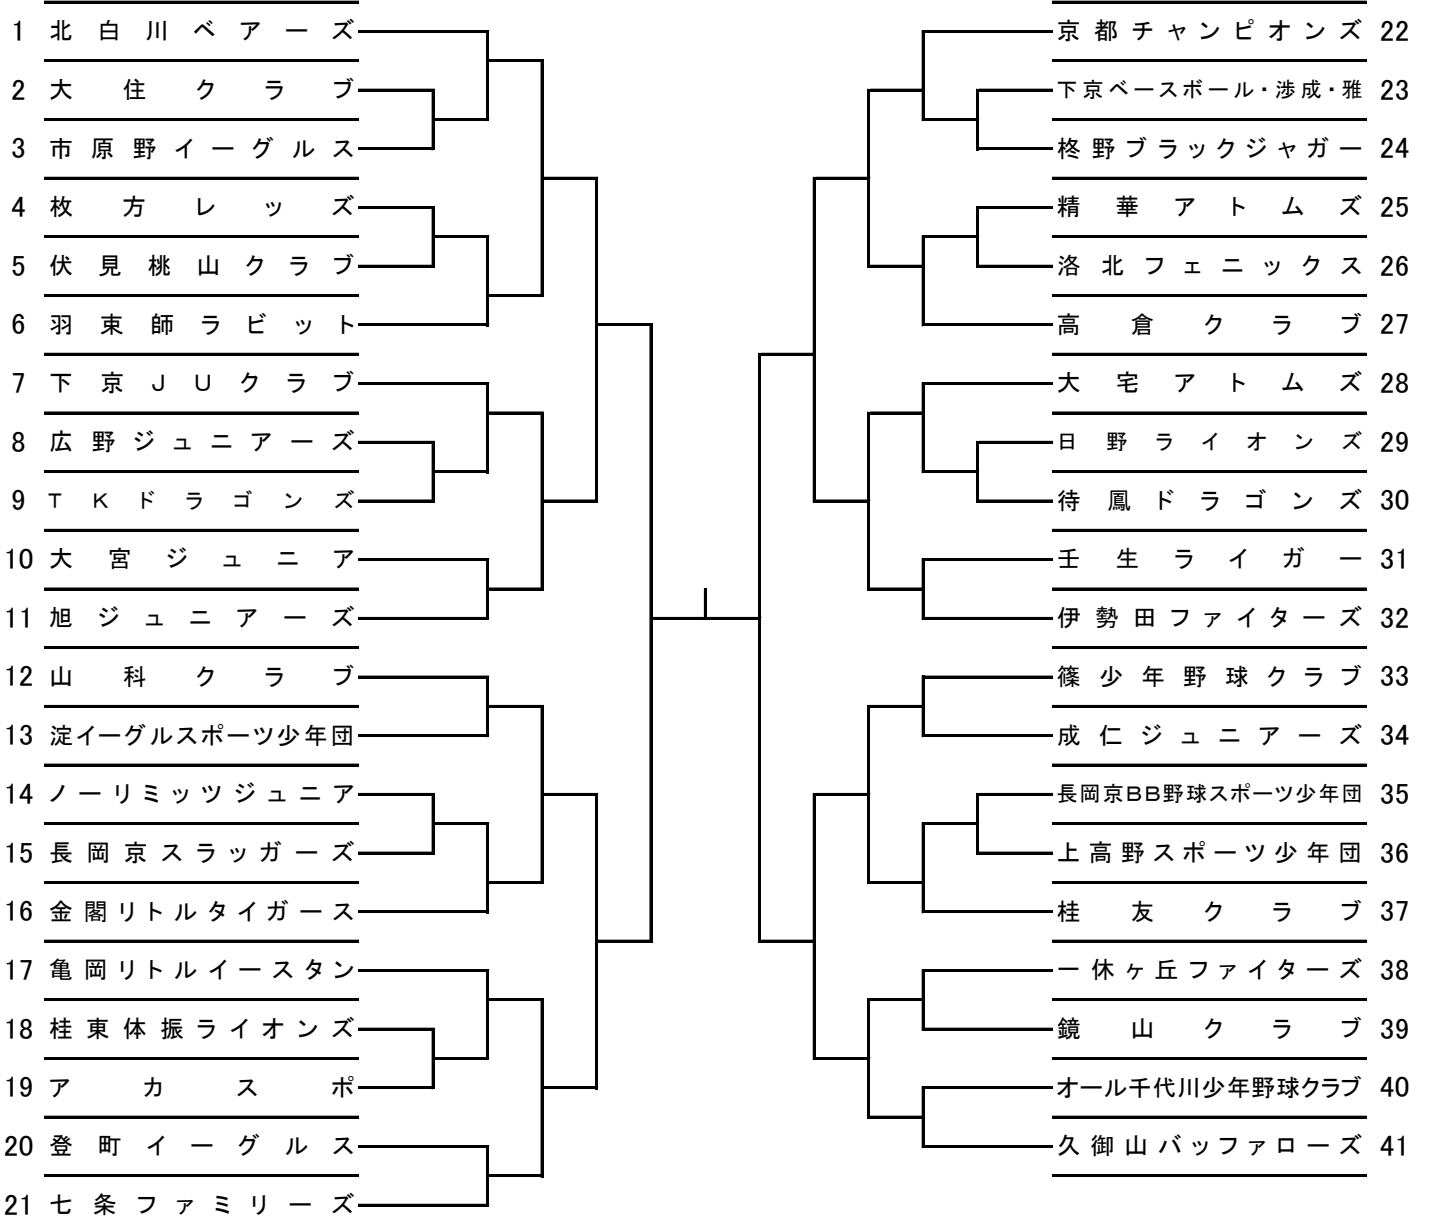 1 北白川ベアーズ
2 大住クラブ
3 市原野イーグルス
4 枚方レッズ
5 伏見桃山クラブ
6 羽束師ラビット
7 下京JUクラブ
8 広野ジュニアーズ
9 TKドラゴンズ
10 大宮ジュニア
11 旭ジュニアーズ
12 山科クラブ
13 淀イーグルスポーツ少年団
14 ノーリミッツジュニア
15 長岡京スラッガーズ
16 金閣リトルタイガース
17 亀岡リトルイースタン
18 桂東体振ライオンズ
19 アカスポ
20 登町イーグルス
21 七条ファミリーズ
京都チャンピオンズ 22
下京ベースボール・渉成・雅 23
柊野ブラックジャガー 24
精華アトムズ 25
洛北フェニックス 26
高倉クラブ 27
大宅アトムズ 28
日野ライオンズ 29
待鳳ドラゴンズ 30
壬生ライガー 31
伊勢田ファイターズ 32
篠少年野球クラブ 33
成仁ジュニアーズ 34
長岡京BB野球スポーツ少年団 35
上高野スポーツ少年団 36
桂友クラブ 37
一休ヶ丘ファイターズ 38
鏡山クラブ 39
オール千代川少年野球クラブ 40
久御山バッファローズ 41